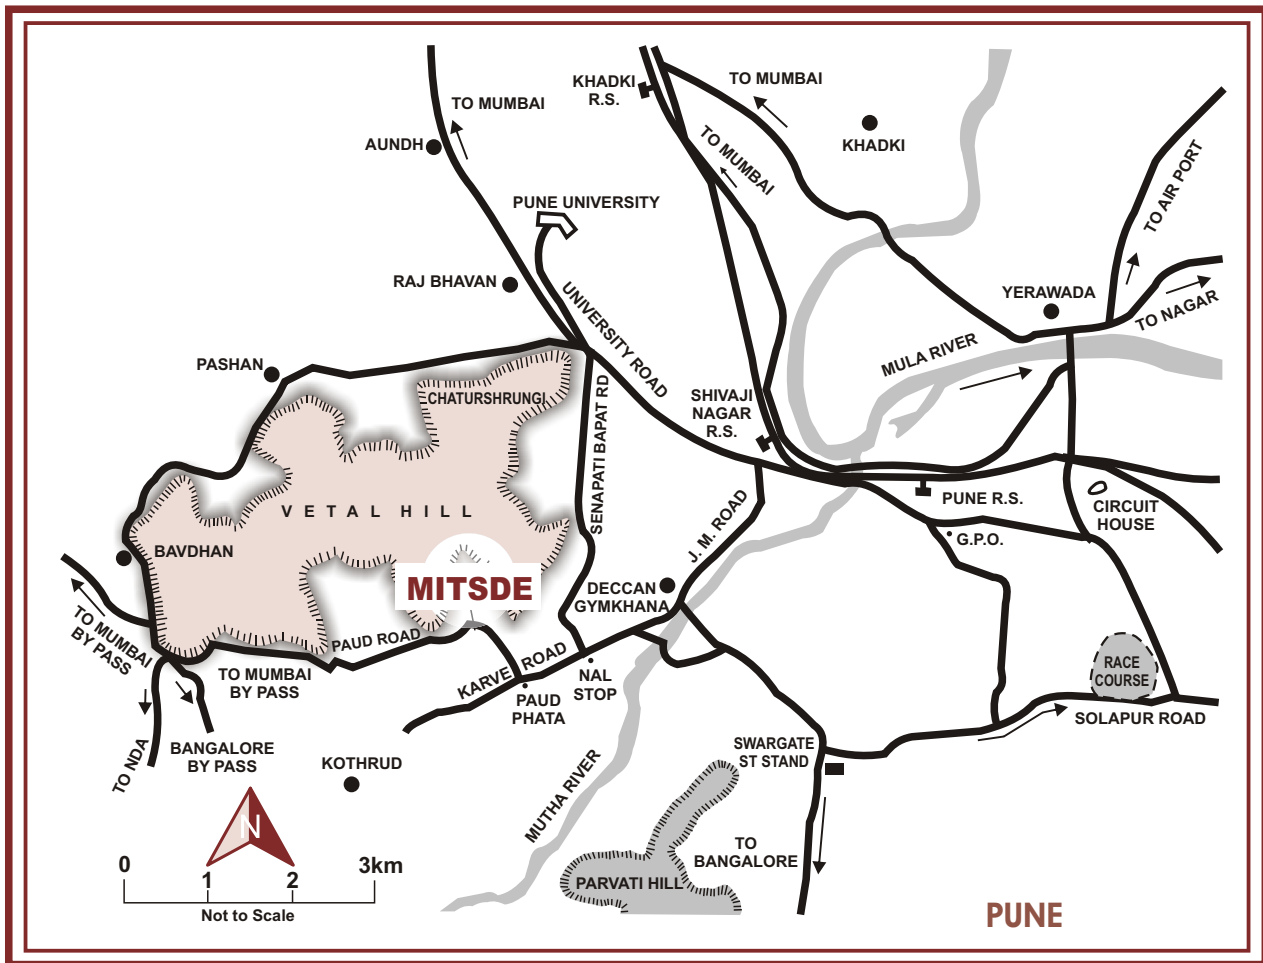 KHADKI
R.S.
TO MUMBAI
TO MUMBAI
AUNDH
TO MUMBAI
KHADKI
TO AIR PORT
PUNE UNIVERSITY
RAJ BHAVAN
UNIVERSITY ROAD
YERAWADA
TO NAGAR
MULA RIVER
PASHAN
CHATURSHRUNGI
SENAPATI BAPAT RD
SHIVAJI
NAGAR
R.S.
PUNE R.S.
CIRCUIT
HOUSE
VETAL HILL
J. M. ROAD
G.P.O.
BAVDHAN
MITSDE
DECCAN
GYMKHANA
TO MUMBAI
BY PASS
PAUD ROAD
TO MUMBAI
BY PASS
KARVE ROAD
NAL
STOP
PAUD
PHATA
RACE
COURSE
SOLAPUR ROAD
TO NDA
BANGALORE
BY PASS
KOTHRUD
SWARGATE
ST STAND
MUTHA RIVER
N
TO
BANGALORE
0
3km
1
2
PARVATI HILL
Not to Scale
PUNE